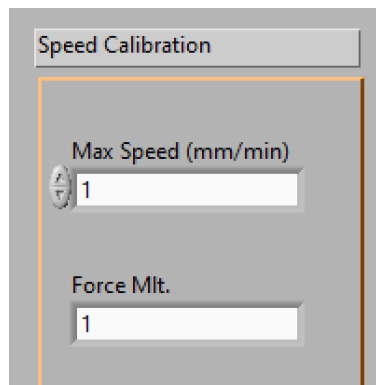 Speed Calibration
Max Speed (mm/min)
1
Force Mlt.
1